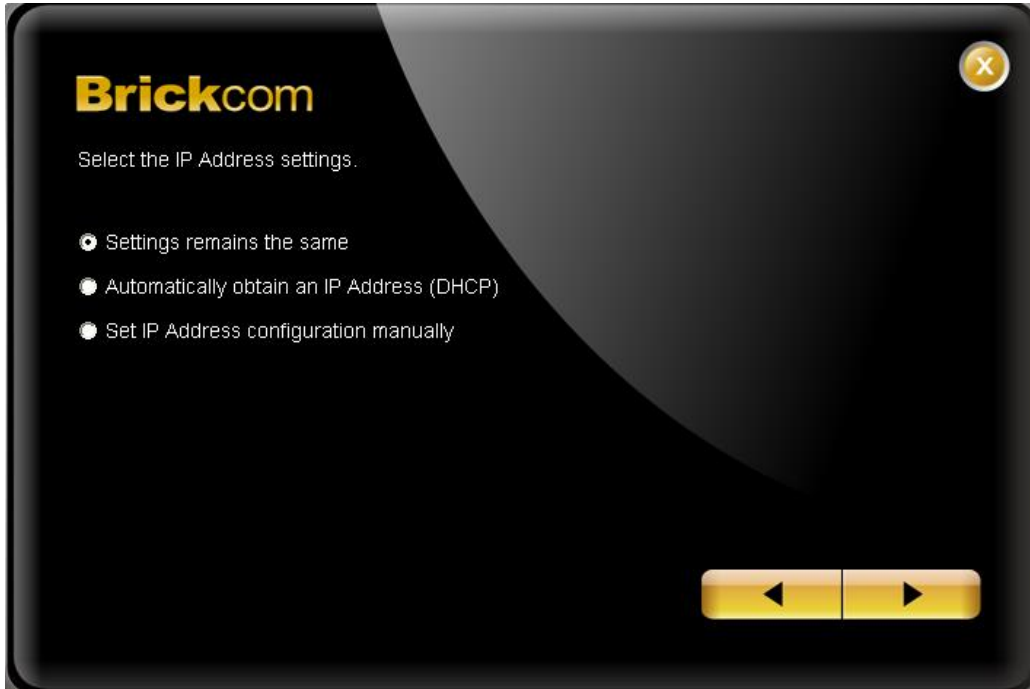 Brickcom
Select the IP Address settings.
Settings remains the same
Automatically obtain an IP Address (DHCP)
Set IP Address configuration manually
X